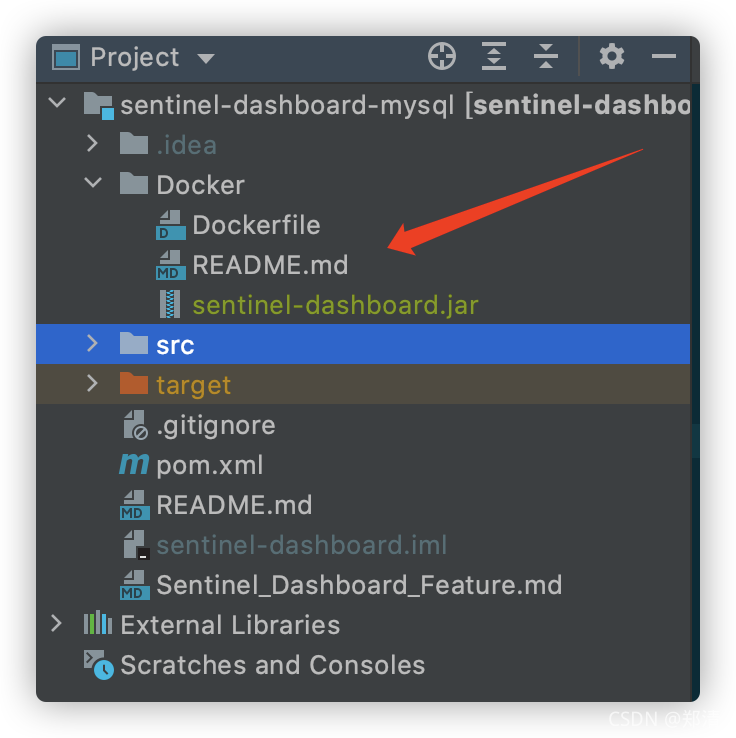 Project
sentinel-dashboard-mysql [sentinel-dashbo
.idea
Docker
Dockerfile
README.md
sentinel-dashboard.jar
src
target
.gitignore
pom.xml
README.md
sentinel-dashboard.iml
Sentinel_Dashboard_Feature.md
External Libraries
Scratches and Consoles
CSDN